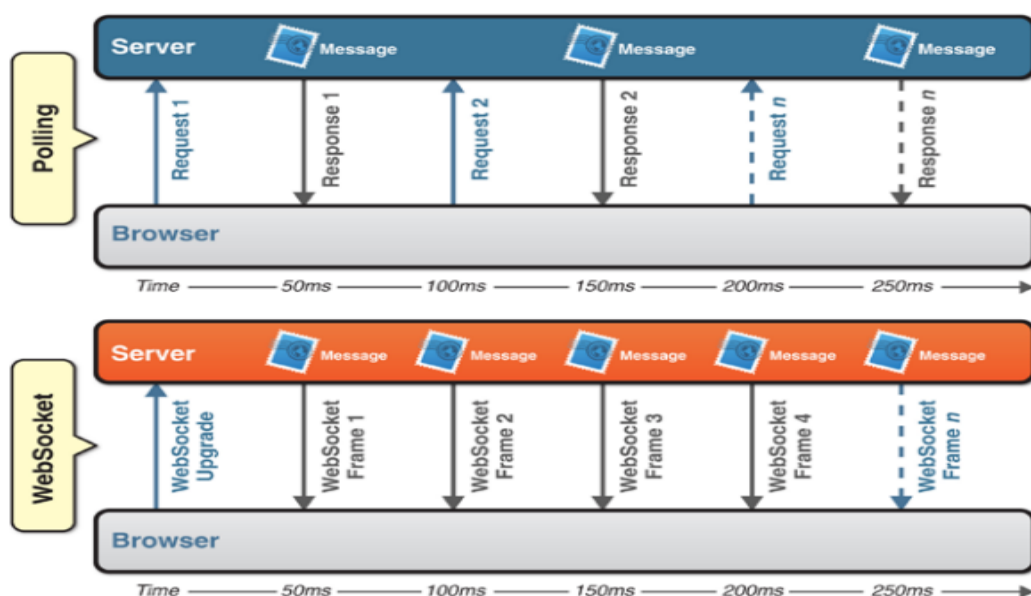 Polling
Server
Message
Message
Message
Request 1
Response 1
Request 2
Response 2
Request n
Response n
Browser
Time
50ms
100ms
150ms
200ms
250ms
WebSocket
Server
Message
Message
Message
Message
Message
WebSocket
Upgrade
WebSocket
Frame 1
WebSocket
Frame 2
WebSocket
Frame 3
WebSocket
Frame 4
WebSocket
Frame n
Browser
Time
50ms
100ms
150ms
200ms
250ms